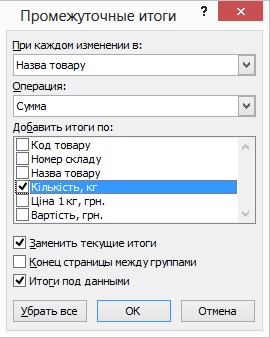 Промежуточные итоги
?
При каждом изменении в:
Назва товару
Операция:
Сумма
Добавить итоги по:
Код товару
Номер складу
Назва товару
Кількість, кг
Ціна 1 кг, грн.
Вартість, грн.
Заменить текущие итоги
Конец страницы между группами
Итоги под данными
Убрать все
ОК
Отмена